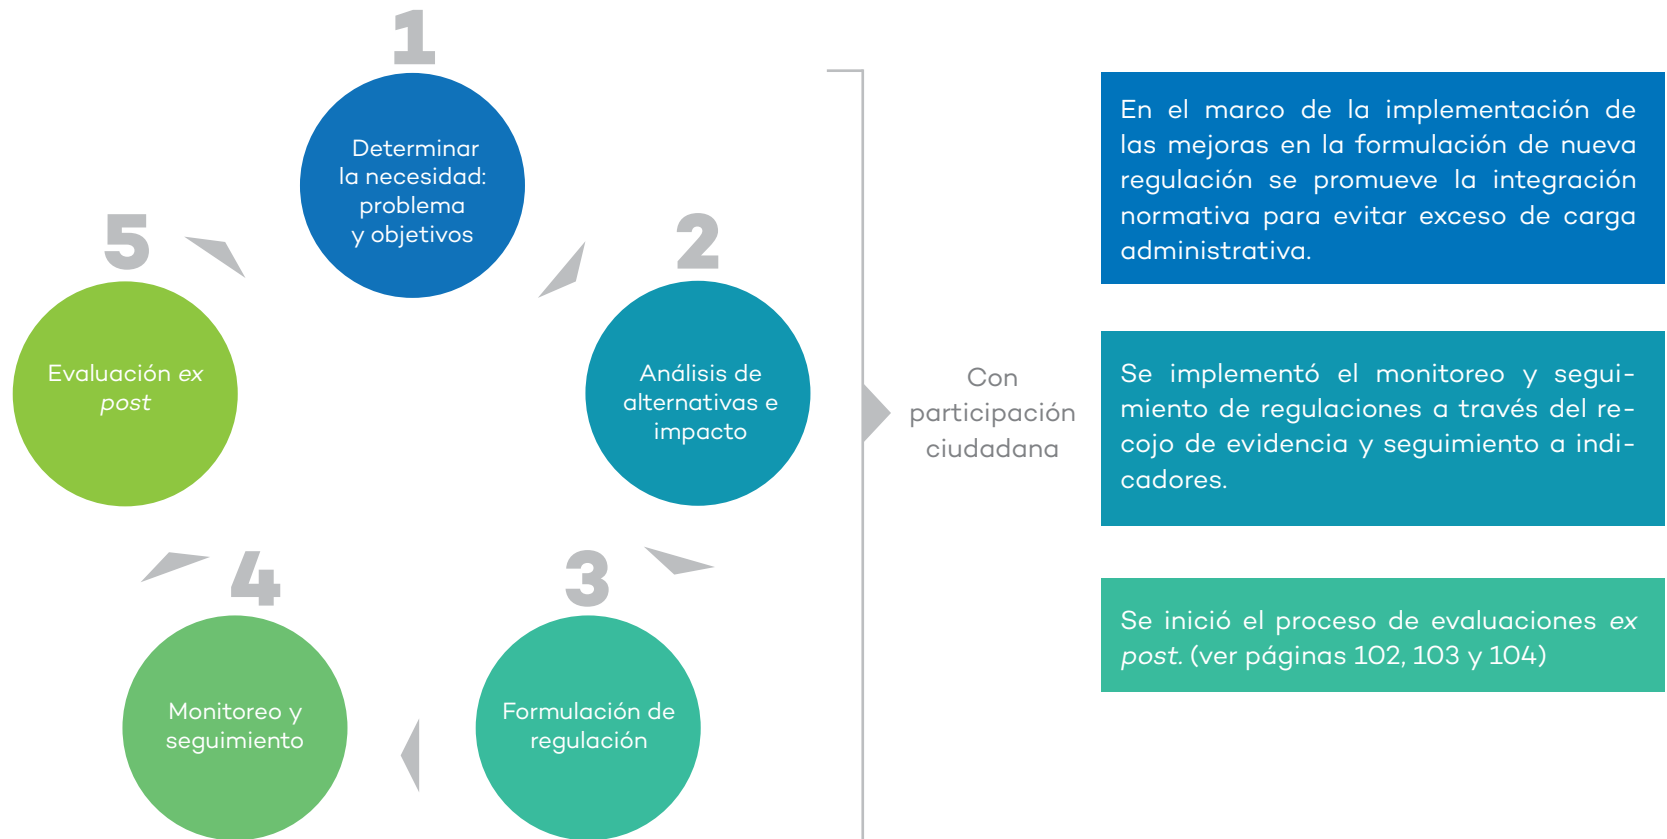 1
Determinar
la necesidad:
problema
y objetivos
2
Análisis de
alternativas e
impacto
3
Formulación de
regulación
4
Monitoreo y
seguimiento
5
Evaluación ex
post
Con
participación
ciudadana
En el marco de la implementación de
las mejoras en la formulación de nueva
regulación se promueve la integración
normativa para evitar exceso de carga
administrativa.
Se implementó el monitoreo y segui-
miento de regulaciones a través del re-
cojo de evidencia y seguimiento a indi-
cadores.
Se inició el proceso de evaluaciones ex
post. (ver páginas 102, 103 y 104)